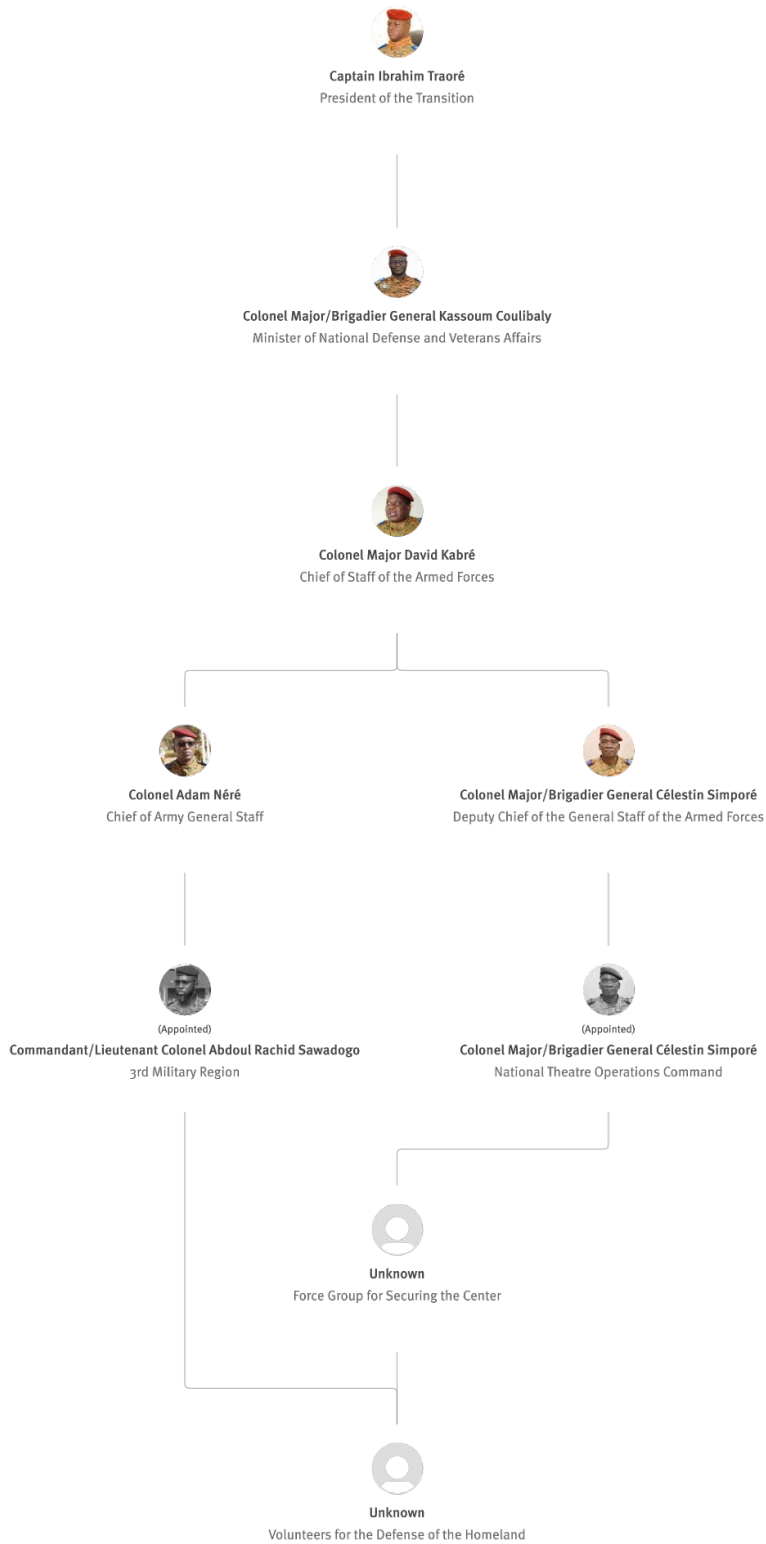 Captain Ibrahim Traoré
President of the Transition
Colonel Major/Brigadier General Kassoum Coulibaly
Minister of National Defense and Veterans Affairs
Colonel Major David Kabré
Chief of Staff of the Armed Forces
Colonel Adam Néré
Chief of Army General Staff
Colonel Major/Brigadier General Célestin Simporé
Deputy Chief of the General Staff of the Armed Forces
(Appointed)
Commandant/Lieutenant Colonel Abdoul Rachid Sawadogo
3rd Military Region
(Appointed)
Colonel Major/Brigadier General Célestin Simporé
National Theatre Operations Command
Unknown
Force Group for Securing the Center
Unknown
Volunteers for the Defense of the Homeland